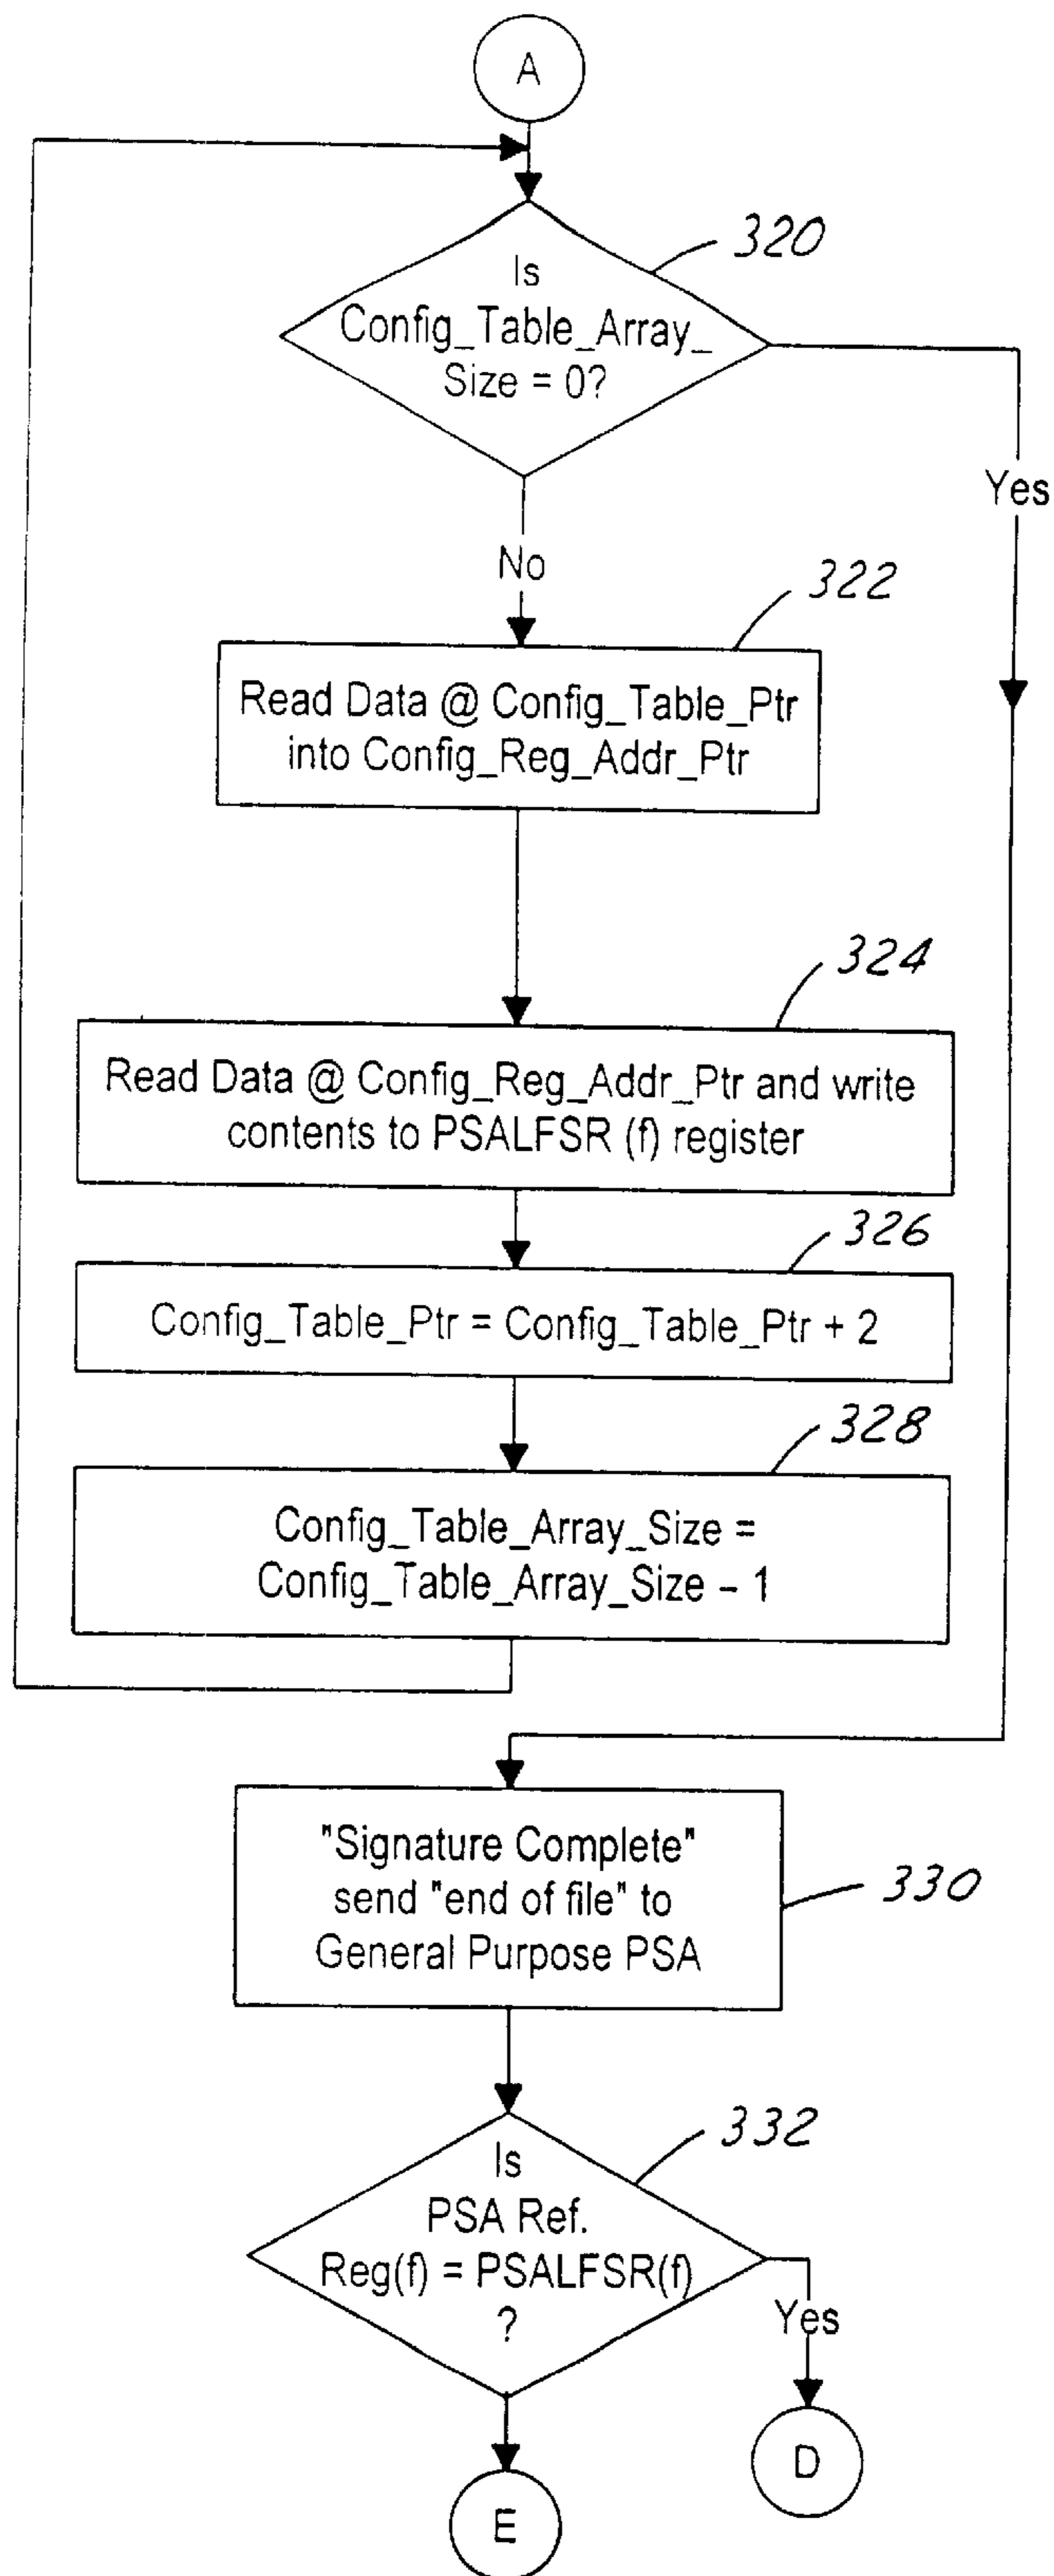 A
320
Is
Config_Table_Array_
Size = 0?
Yes
No
322
Read Data @ Config_Table_Ptr
into Config_Reg_Addr_Ptr
324
Read Data @ Config_Reg_Addr_Ptr and write
contents to PSALFSR (f) register
326
Config_Table_Ptr = Config_Table_Ptr + 2
328
Config_Table_Array_Size =
Config_Table_Array_Size – 1
"Signature Complete"
send "end of file" to
General Purpose PSA
330
332
Is
PSA Ref.
Reg(f) = PSALFSR(f)
?
Yes
D
E